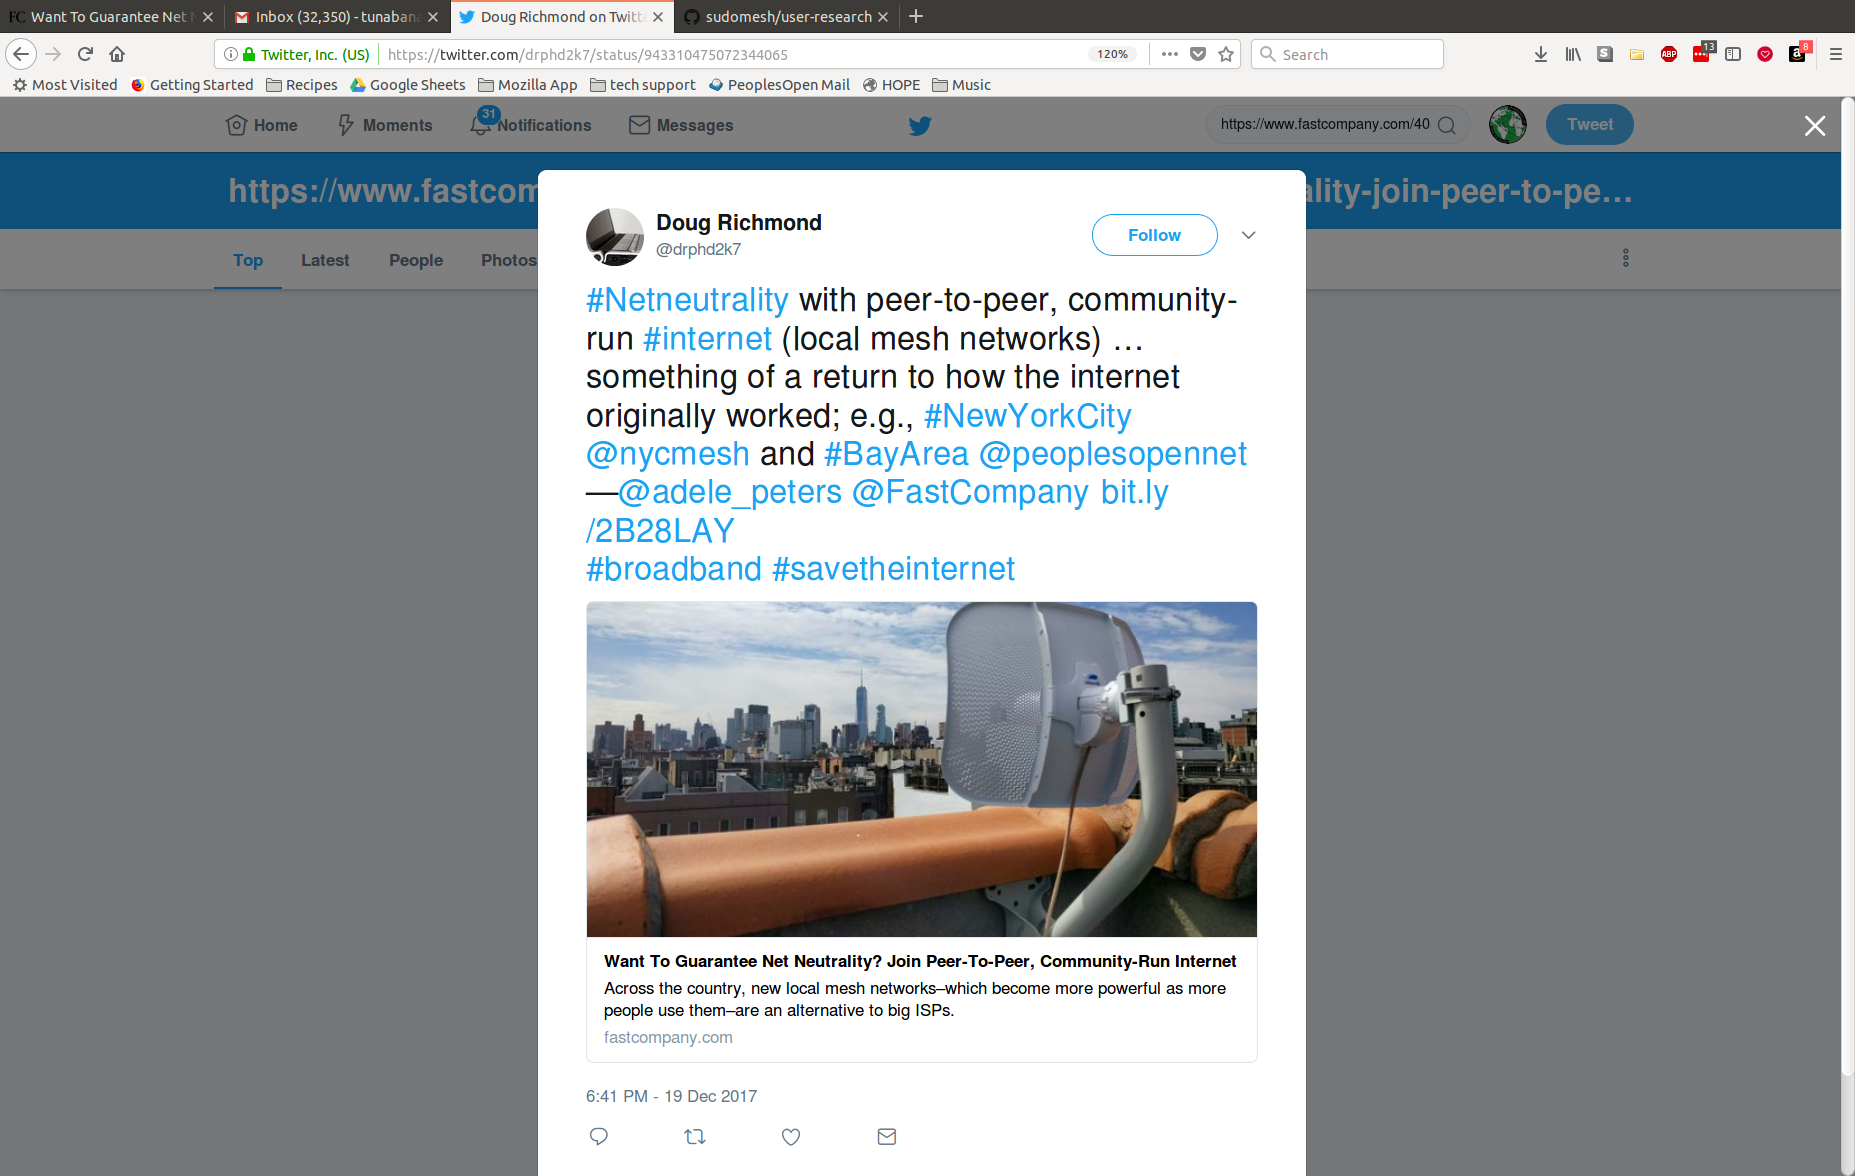 FC Want To Guarantee Net N
Inbox (32,350) - tunabana
Doug Richmond on Twitte
sudomesh/user-research
Twitter, Inc. (US)
https://twitter.com/drphd2k7/status/943310475072344065
120%
Search
S
ABP
13
a
8
Most Visited
Getting Started
Recipes
Google Sheets
Mozilla App
tech support
PeoplesOpen Mail
HOPE
Music
Home
Moments
31
Notifications
Messages
https://www.fastcompany.com/40
Tweet
https://www.fastcom
ality-join-peer-to-pe...
Top
Latest
People
Photos
Doug Richmond
@drphd2k7
Follow
#Netneutrality with peer-to-peer, community-
run #internet (local mesh networks) …
something of a return to how the internet
originally worked; e.g., #NewYorkCity
@nycmesh and #BayArea @peoplesopennet
—@adele_peters @FastCompany bit.ly
/2B28LAY
#broadband #savetheinternet
Want To Guarantee Net Neutrality? Join Peer-To-Peer, Community-Run Internet
Across the country, new local mesh networks–which become more powerful as more
people use them–are an alternative to big ISPs.
fastcompany.com
6:41 PM - 19 Dec 2017